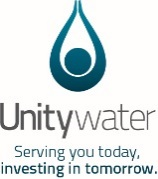 Unitywater
Serving you today,
investing in tomorrow.